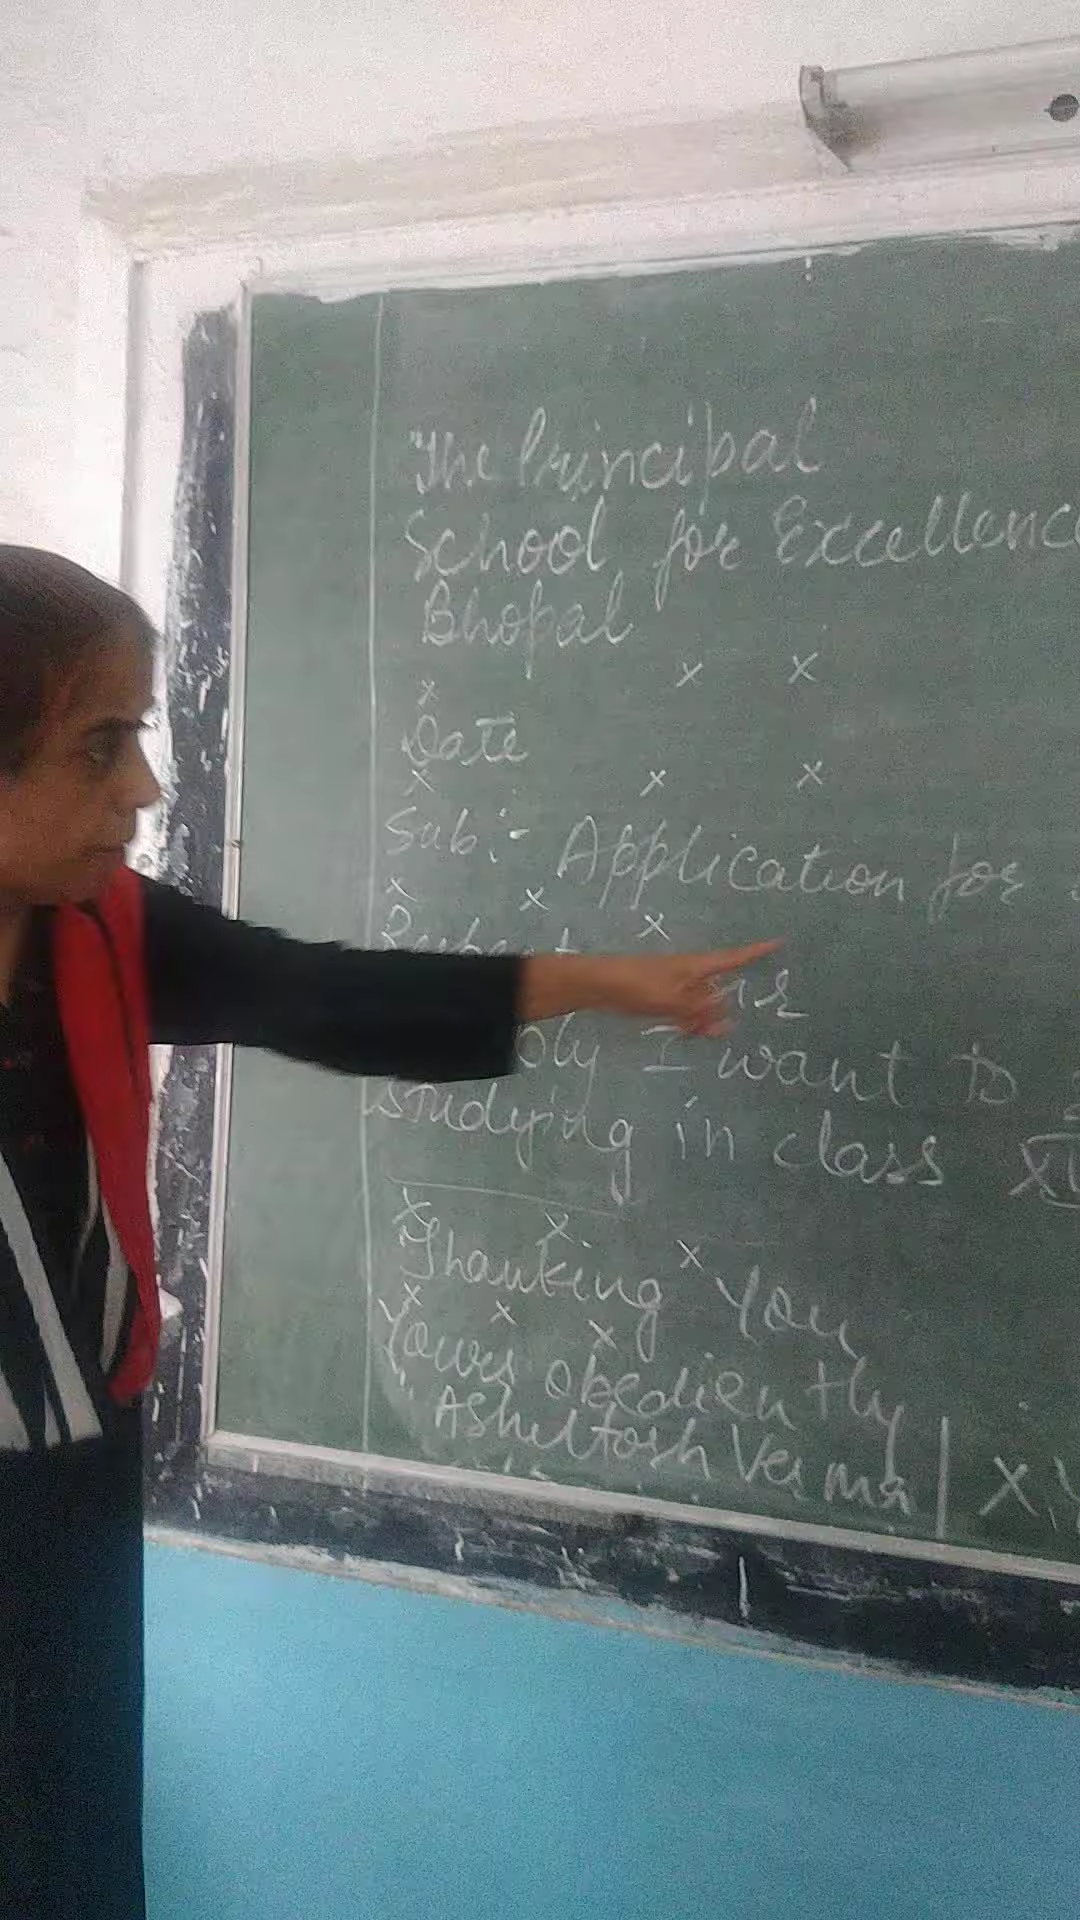 The Principal
School for Excellence
Bhopal
x x x
Date
x x x
Sub:- Application for
x x x
I want to
studying in class
x x x
Thanking You
x x x
Yours obediently
Ashutosh Verma